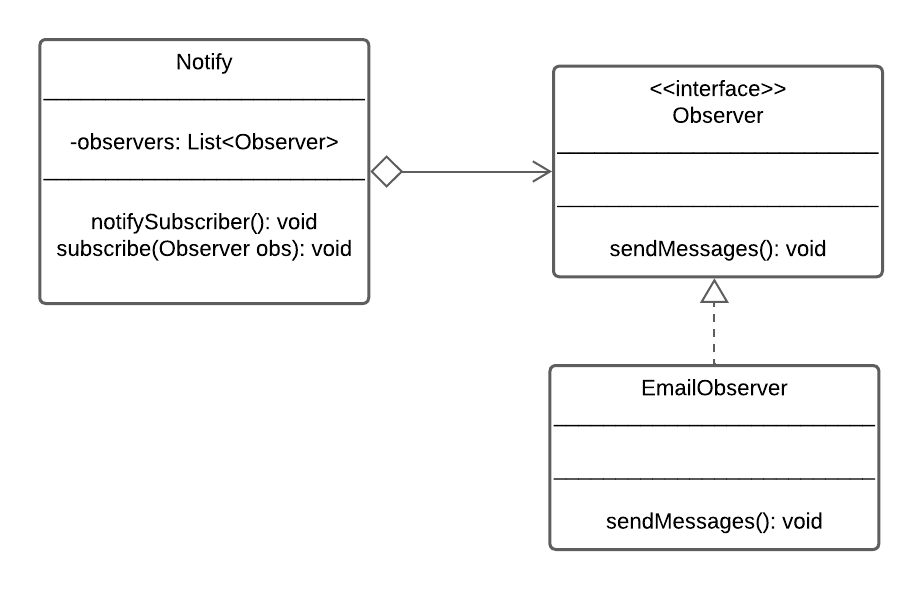 Notify
-observers: List<Observer>
notifySubscriber(): void
subscribe(Observer obs): void
<<interface>>
Observer
sendMessages(): void
EmailObserver
sendMessages(): void